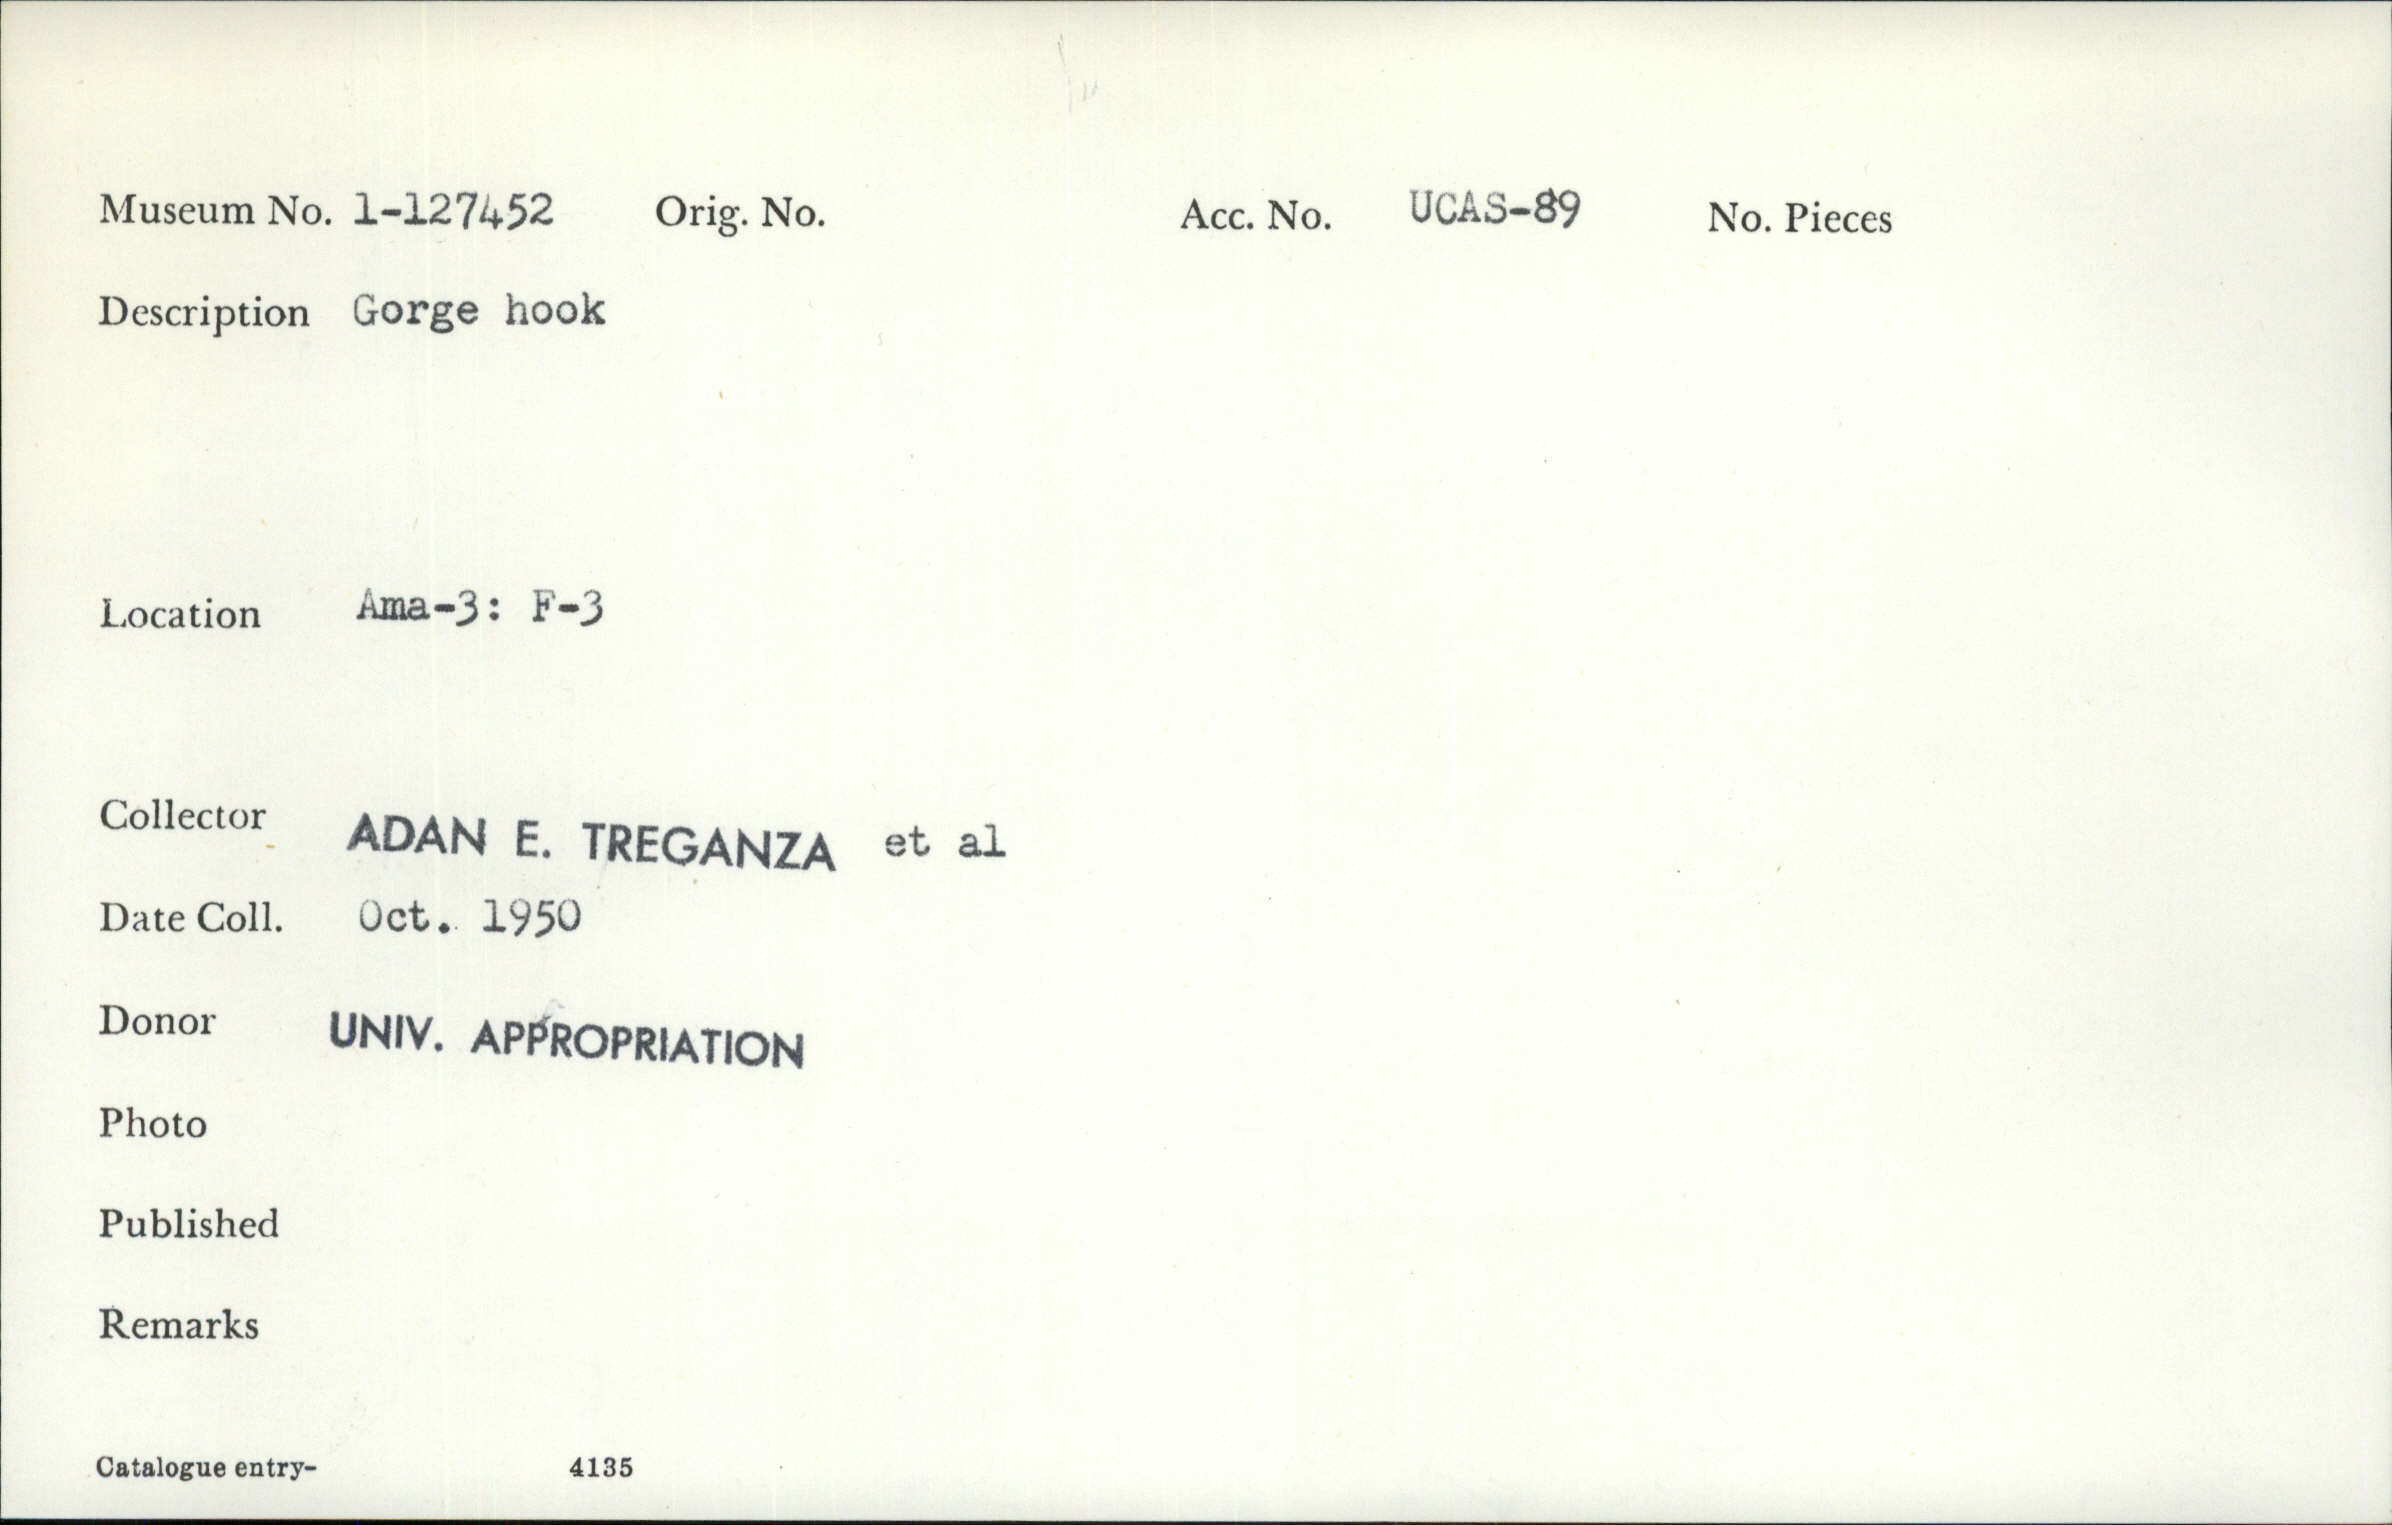 Museum No. 1-127452 Orig. No. Acc. No. UCAS-89 No. Pieces
Description Gorge hook
Location Ama-3: F-3
Collector ADAN E. TREGANZA et al
Date Coll. Oct. 1950
Donor UNIV. APPROPRIATION
Photo
Published
Remarks
Catalogue entry- 4135